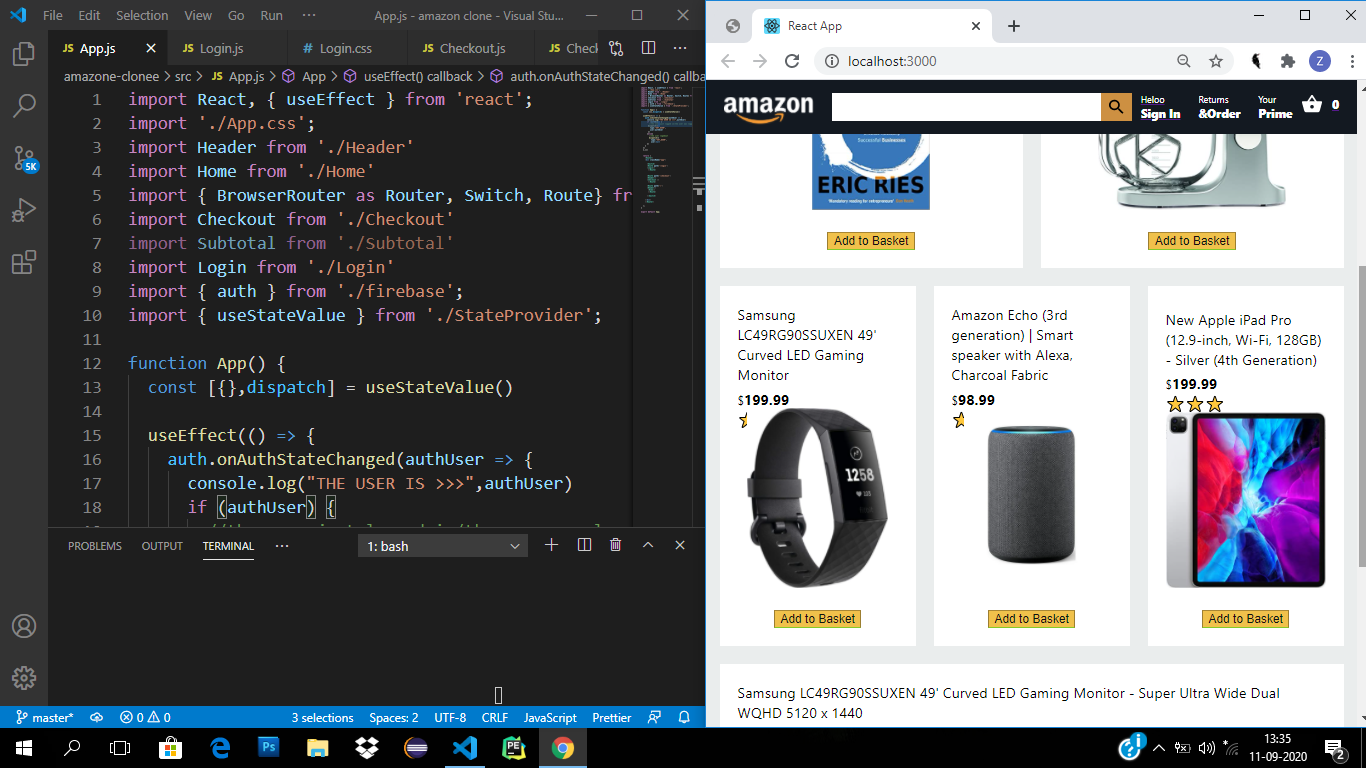 File Edit Selection View Go Run ··· App.js - amazon clone - Visual Stu...
JS App.js JS Login.js # Login.css JS Checkout.js JS Check
amazone-clonee > src > JS App.js > App > useEffect() callback > auth.onAuthStateChanged() callba
1 import React, { useEffect } from 'react';
2 import './App.css';
3 import Header from './Header'
4 import Home from './Home'
5 import { BrowserRouter as Router, Switch, Route} fr
6 import Checkout from './Checkout'
7 import Subtotal from './Subtotal'
8 import Login from './Login'
9 import { auth } from './firebase';
10 import { useStateValue } from './StateProvider';
11
12 function App() {
13 const [{},dispatch] = useStateValue()
14
15 useEffect(() => {
16 auth.onAuthStateChanged(authUser => {
17 console.log("THE USER IS >>>",authUser)
18 if (authUser) {
5K
PROBLEMS OUTPUT TERMINAL ··· 1: bash
master* 0 0 3 selections Spaces: 2 UTF-8 CRLF JavaScript Prettier
React App
localhost:3000
Z
amazon
Heloo
Sign In
Returns
&Order
Your
Prime
0
Successful Businesses
ERIC RIES
'Mandatory reading for entrepreneurs'
Add to Basket
Add to Basket
Samsung
LC49RG90SSUXEN 49'
Curved LED Gaming
Monitor
$199.99
1258
Add to Basket
Amazon Echo (3rd
generation) | Smart
speaker with Alexa,
Charcoal Fabric
$98.99
Add to Basket
New Apple iPad Pro
(12.9-inch, Wi-Fi, 128GB)
- Silver (4th Generation)
$199.99
Add to Basket
Samsung LC49RG90SSUXEN 49' Curved LED Gaming Monitor - Super Ultra Wide Dual
WQHD 5120 x 1440
Ps
PE
13:35
11-09-2020
2